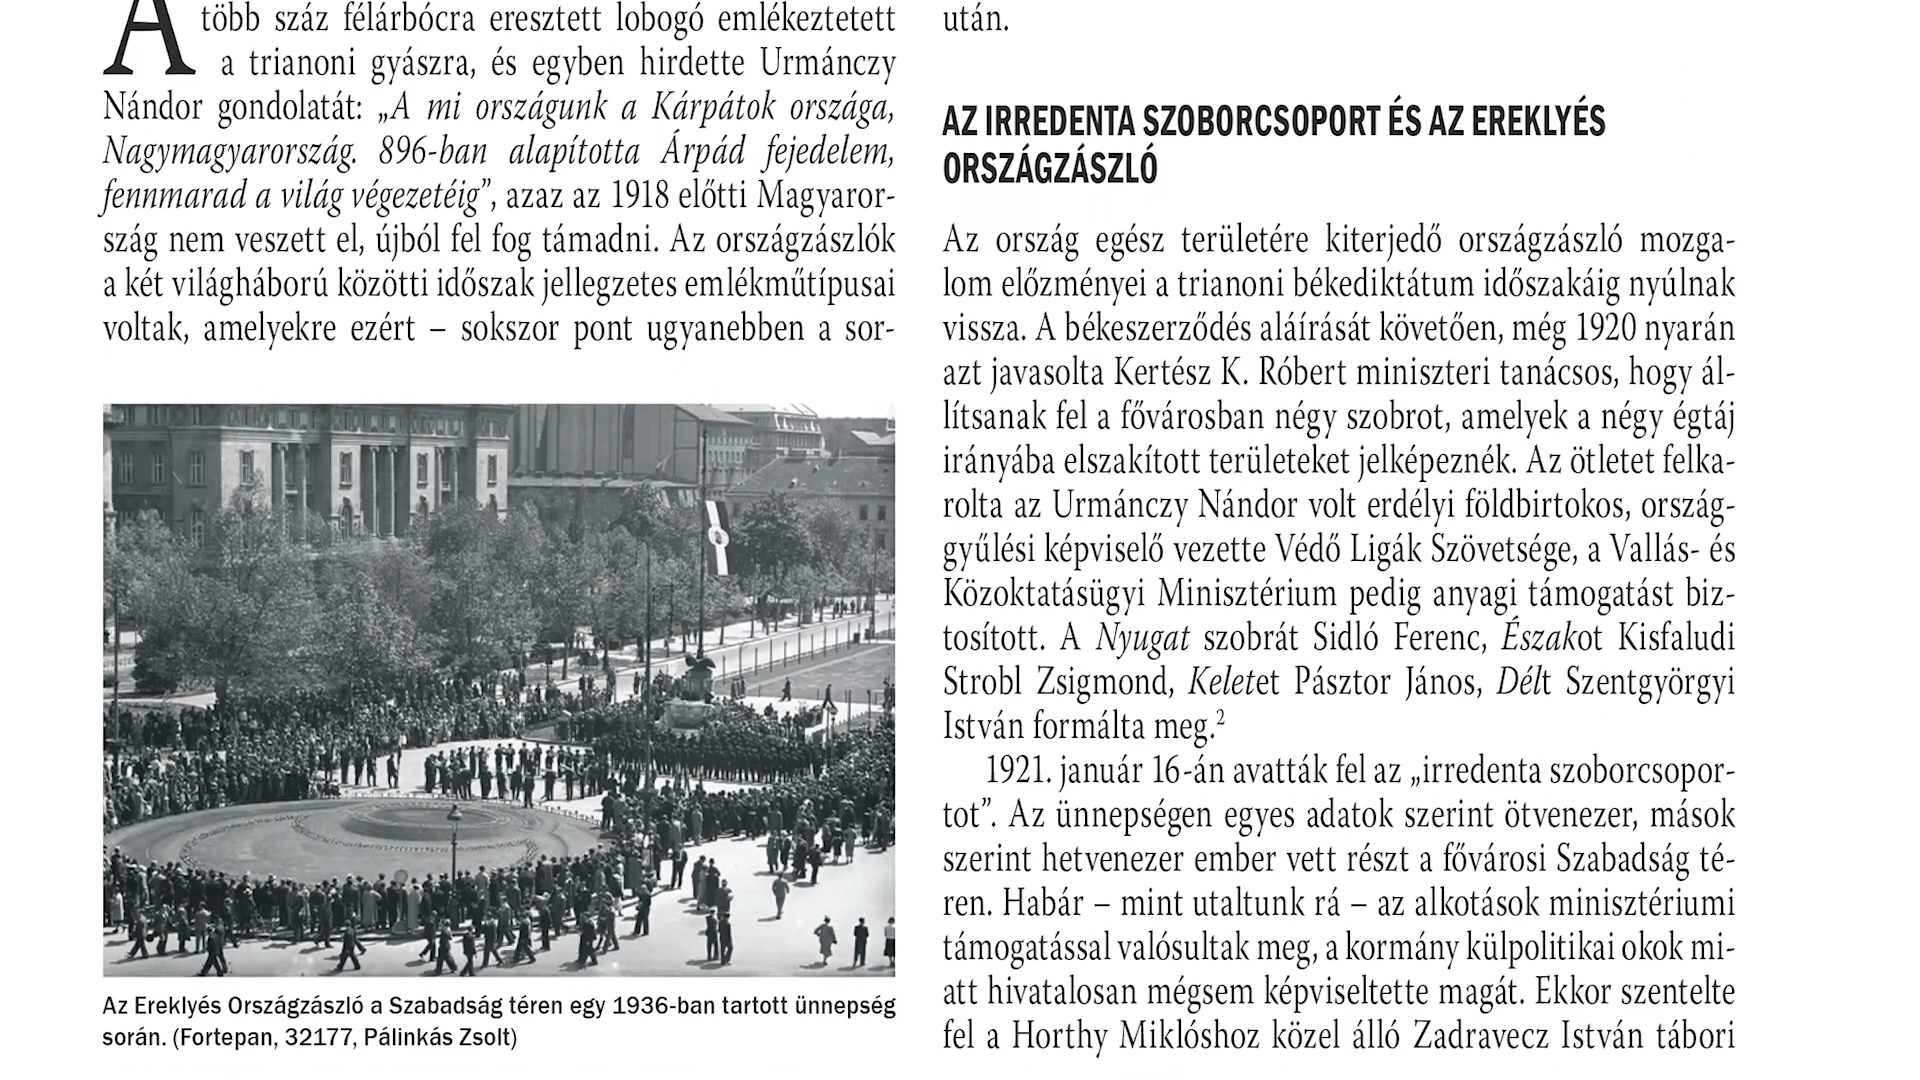 A több száz félárbócra eresztett lobogó emlékeztetett
a trianoni gyászra, és egyben hirdette Urmánczy
Nándor gondolatát: „A mi országunk a Kárpátok országa,
Nagymagyarország. 896-ban alapította Árpád fejedelem,
fennmarad a világ végezetéig”, azaz az 1918 előtti Magyaror-
szág nem veszett el, újból fel fog támadni. Az országzászlók
a két világháború közötti időszak jellegzetes emlékműtípusai
voltak, amelyekre ezért – sokszor pont ugyanebben a sor-
Az Ereklyés Országzászló a Szabadság téren egy 1936-ban tartott ünnepség
során. (Fortepan, 32177, Pálinkás Zsolt)
után.
AZ IRREDENTA SZOBORCSOPORT ÉS AZ EREKLYÉS
ORSZÁGZÁSZLÓ
Az ország egész területére kiterjedő országzászló mozga-
lom előzményei a trianoni békediktátum időszakáig nyúlnak
vissza. A békeszerződés aláírását követően, még 1920 nyarán
azt javasolta Kertész K. Róbert miniszteri tanácsos, hogy ál-
lítsanak fel a fővárosban négy szobrot, amelyek a négy égtáj
irányába elszakított területeket jelképeznék. Az ötletet felka-
rolta az Urmánczy Nándor volt erdélyi földbirtokos, ország-
gyűlési képviselő vezette Védő Ligák Szövetsége, a Vallás- és
Közoktatásügyi Minisztérium pedig anyagi támogatást biz-
tosított. A Nyugat szobrát Sidló Ferenc, Északot Kisfaludi
Strobl Zsigmond, Keletet Pásztor János, Délt Szentgyörgyi
István formálta meg.²
1921. január 16-án avatták fel az „irredenta szoborcsopor-
tot”. Az ünnepségen egyes adatok szerint ötvenezer, mások
szerint hetvenezer ember vett részt a fővárosi Szabadság té-
ren. Habár – mint utaltunk rá – az alkotások minisztériumi
támogatással valósultak meg, a kormány külpolitikai okok mi-
att hivatalosan mégsem képviseltette magát. Ekkor szentelte
fel a Horthy Miklóshoz közel álló Zadravecz István tábori